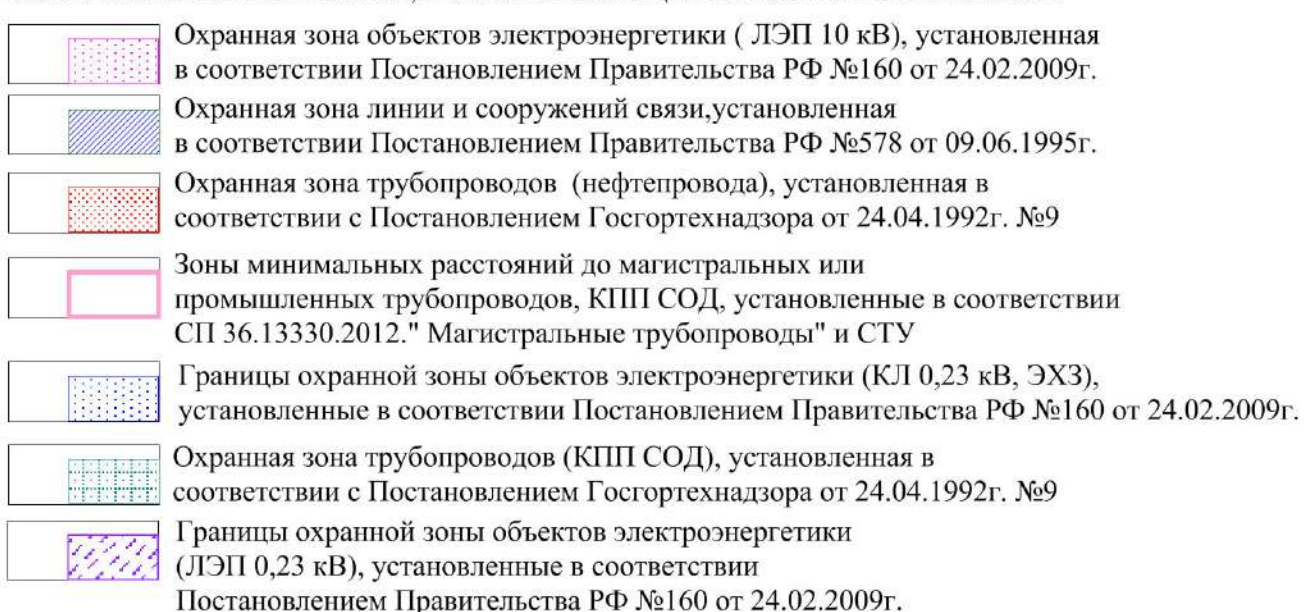 Охранная зона объектов электроэнергетики ( ЛЭП 10 кВ), установленная
в соответствии Постановлением Правительства РФ №160 от 24.02.2009г.
Охранная зона линии и сооружений связи,установленная
в соответствии Постановлением Правительства РФ №578 от 09.06.1995г.
Охранная зона трубопроводов (нефтепровода), установленная в
соответствии с Постановлением Госгортехнадзора от 24.04.1992г. №9
Зоны минимальных расстояний до магистральных или
промышленных трубопроводов, КПП СОД, установленные в соответствии
СП 36.13330.2012." Магистральные трубопроводы" и СТУ
Границы охранной зоны объектов электроэнергетики (КЛ 0,23 кВ, ЭХЗ),
установленные в соответствии Постановлением Правительства РФ №160 от 24.02.2009г.
Охранная зона трубопроводов (КПП СОД), установленная в
соответствии с Постановлением Госгортехнадзора от 24.04.1992г. №9
Границы охранной зоны объектов электроэнергетики
(ЛЭП 0,23 кВ), установленные в соответствии
Постановлением Правительства РФ №160 от 24.02.2009г.